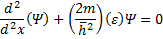 d²/d²x (Ψ) + (2m/ħ²)(ε)Ψ = 0